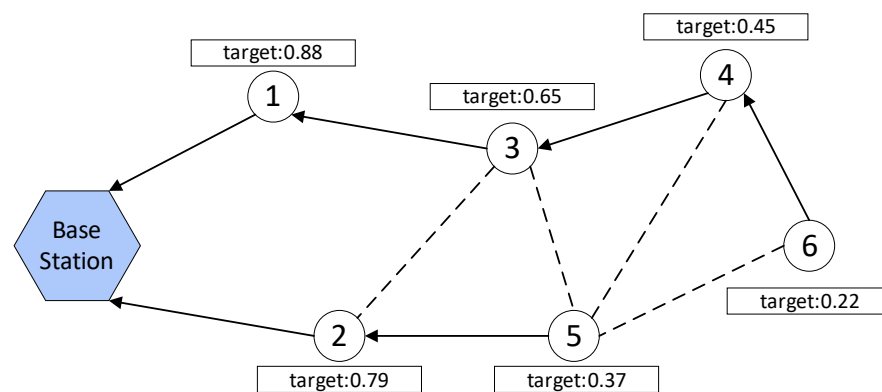 target:0.45
target:0.88
4
1
target:0.65
3
Base
Station
6
target:0.22
2
5
target:0.79
target:0.37